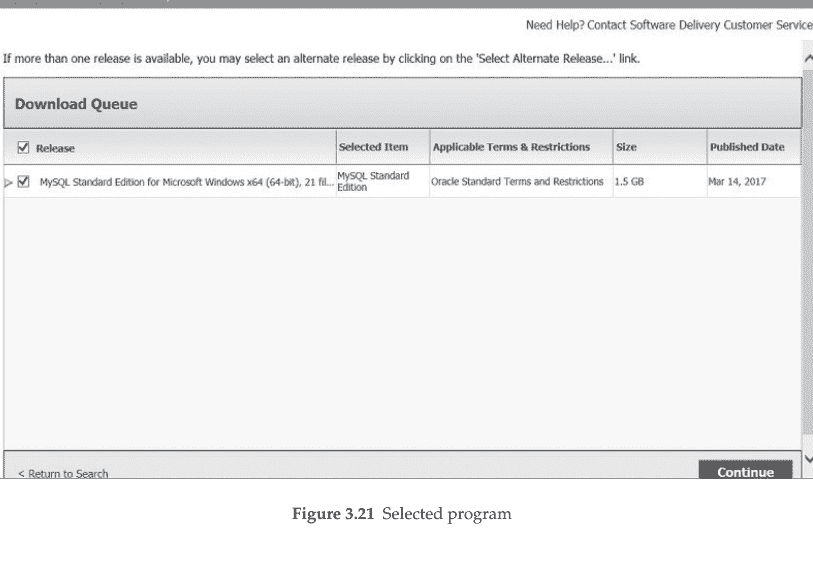 Need Help? Contact Software Delivery Customer Service
If more than one release is available, you may select an alternate release by clicking on the 'Select Alternate Release...' link.
Download Queue
Release Selected Item Applicable Terms & Restrictions Size Published Date
MySQL Standard Edition for Microsoft Windows x64 (64-bit), 21 fil... MySQL Standard Edition Oracle Standard Terms and Restrictions 1.5 GB Mar 14, 2017
< Return to Search Continue
Figure 3.21 Selected program